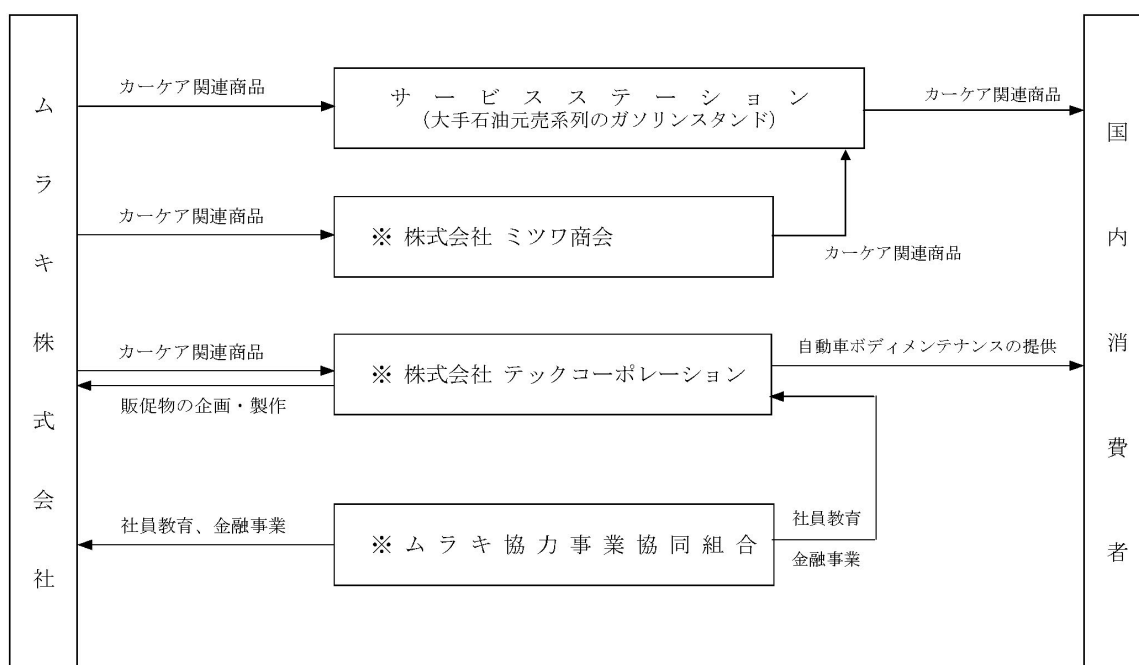 ムラキ株式会社
カーケア関連商品
サービスステーション
(大手石油元売系列のガソリンスタンド)
カーケア関連商品
カーケア関連商品
※ 株式会社 ミツワ商会
カーケア関連商品
カーケア関連商品
※ 株式会社 テックコーポレーション
自動車ボディメンテナンスの提供
販促物の企画・製作
社員教育、金融事業
※ ムラキ協力事業協同組合
社員教育
金融事業
国内消費者